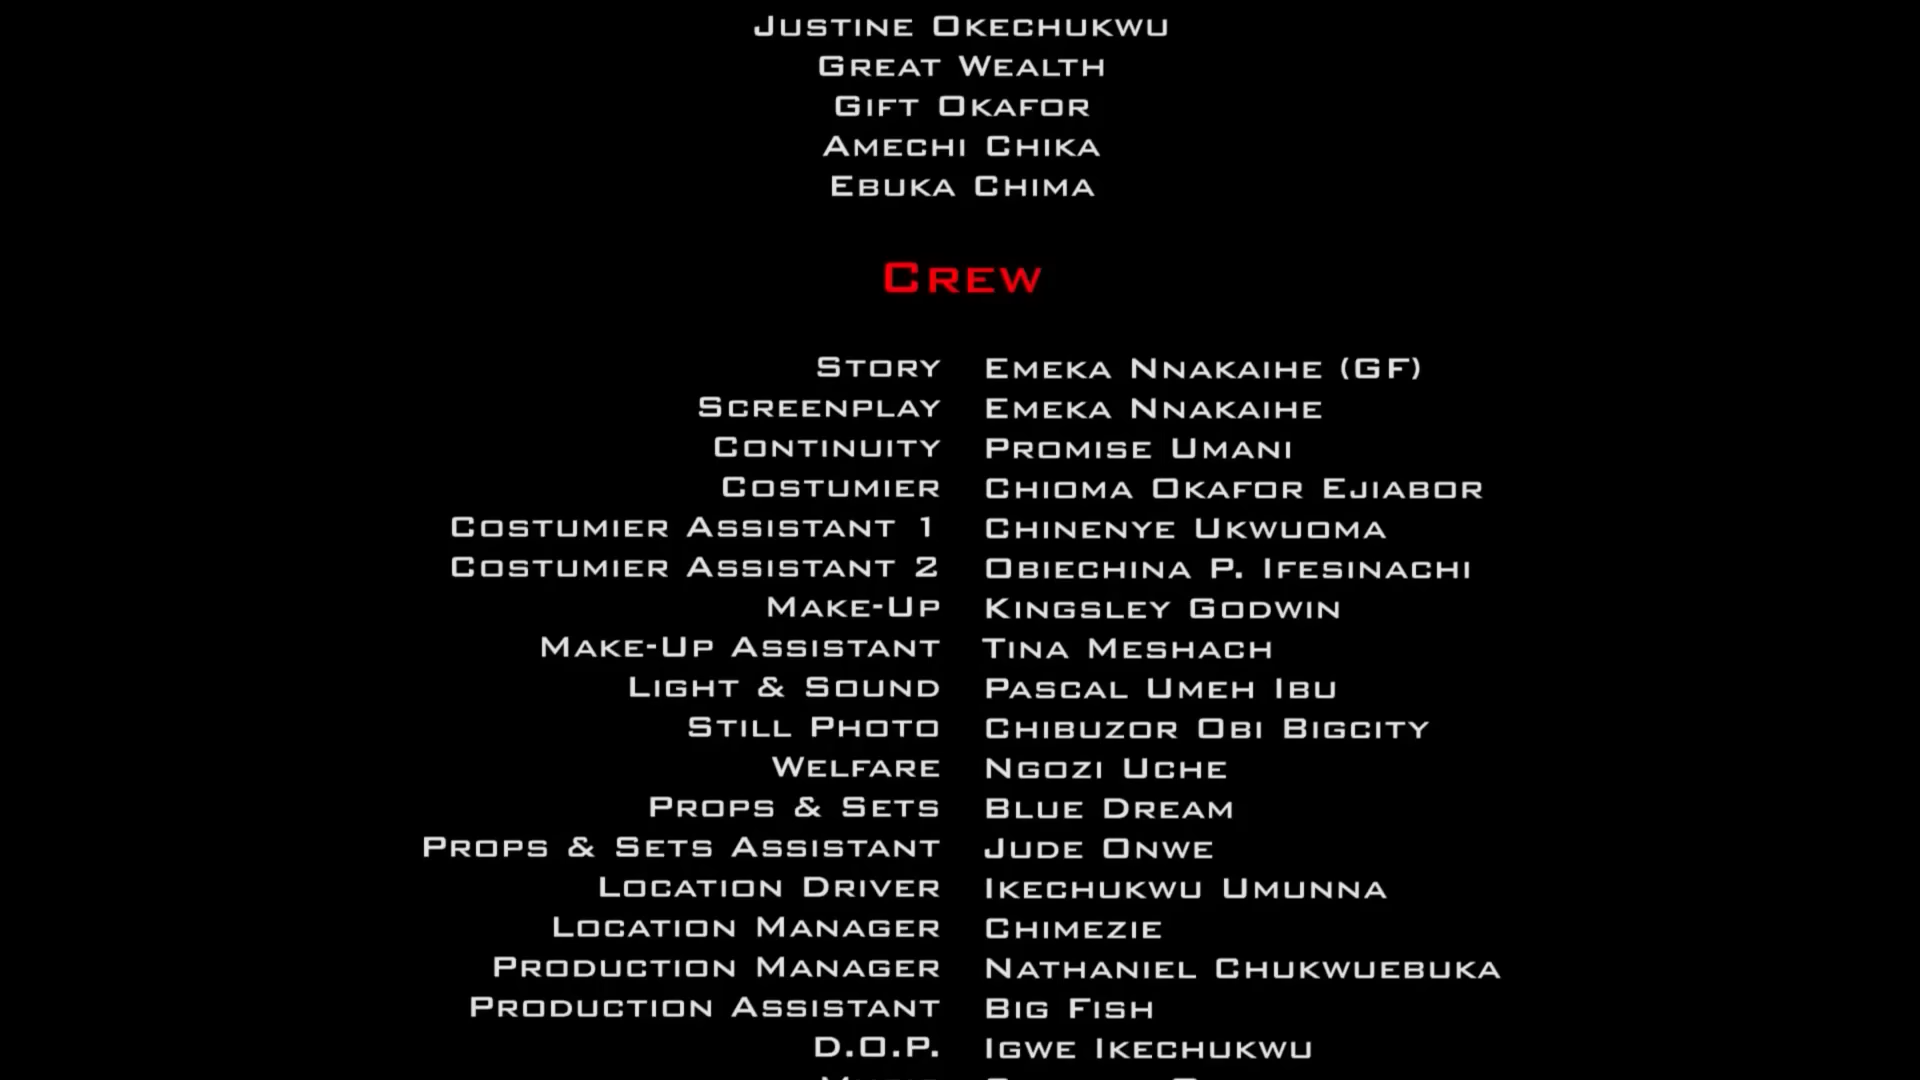 Justine Okechukwu
Great Wealth
Gift Okafor
Amechi Chika
Ebuka Chima
Crew
Story Emeka Nnakaihe (GF)
Screenplay Emeka Nnakaihe
Continuity Promise Umani
Costumier Chioma Okafor Ejiabor
Costumier Assistant 1 Chinenye Ukwuoma
Costumier Assistant 2 Obiechina P. Ifesinachi
Make-Up Kingsley Godwin
Make-Up Assistant Tina Meshach
Light & Sound Pascal Umeh Ibu
Still Photo Chibuzor Obi Bigcity
Welfare Ngozi Uche
Props & Sets Blue Dream
Props & Sets Assistant Jude Onwe
Location Driver Ikechukwu Umunna
Location Manager Chimezie
Production Manager Nathaniel Chukwuebuka
Production Assistant Big Fish
D.O.P. Igwe Ikechukwu